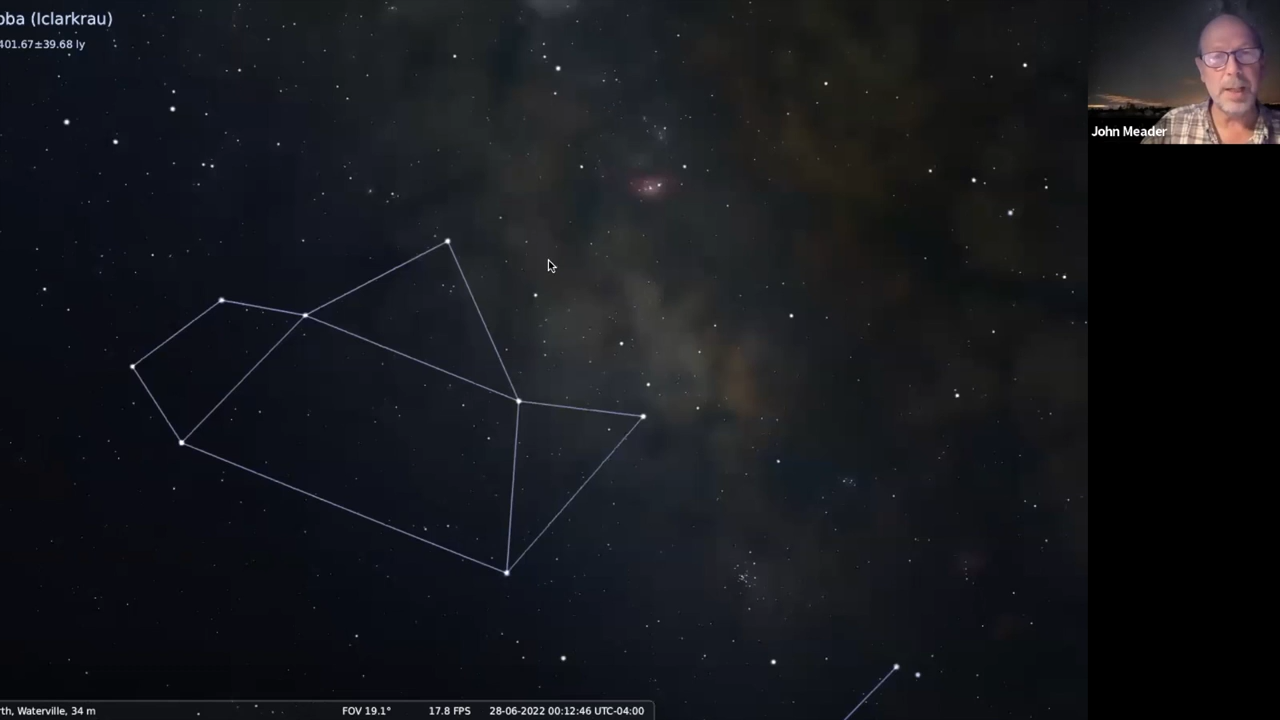 oba (Iclarkrau)
401.67±39.68 ly
John Meader
rth, Waterville, 34 m FOV 19.1° 17.8 FPS 28-06-2022 00:12:46 UTC-04:00